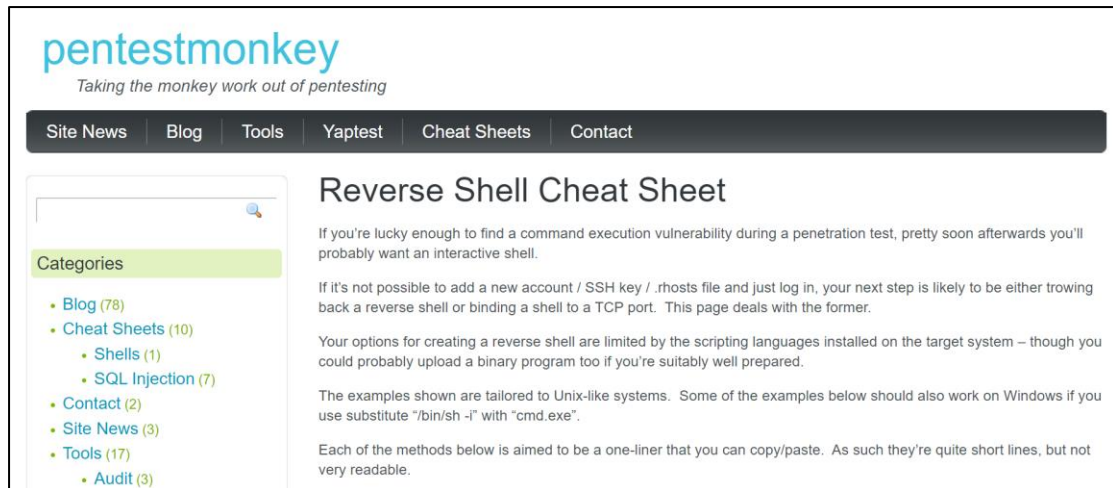 pentestmonkey
Taking the monkey work out of pentesting
Site News
Blog
Tools
Yaptest
Cheat Sheets
Contact
Categories
Blog (78)
Cheat Sheets (10)
Shells (1)
SQL Injection (7)
Contact (2)
Site News (3)
Tools (17)
Audit (3)
Reverse Shell Cheat Sheet
If you’re lucky enough to find a command execution vulnerability during a penetration test, pretty soon afterwards you’ll
probably want an interactive shell.
If it’s not possible to add a new account / SSH key / .rhosts file and just log in, your next step is likely to be either trowing
back a reverse shell or binding a shell to a TCP port.  This page deals with the former.
Your options for creating a reverse shell are limited by the scripting languages installed on the target system – though you
could probably upload a binary program too if you’re suitably well prepared.
The examples shown are tailored to Unix-like systems.  Some of the examples below should also work on Windows if you
use substitute “/bin/sh -i” with “cmd.exe”.
Each of the methods below is aimed to be a one-liner that you can copy/paste.  As such they’re quite short lines, but not
very readable.